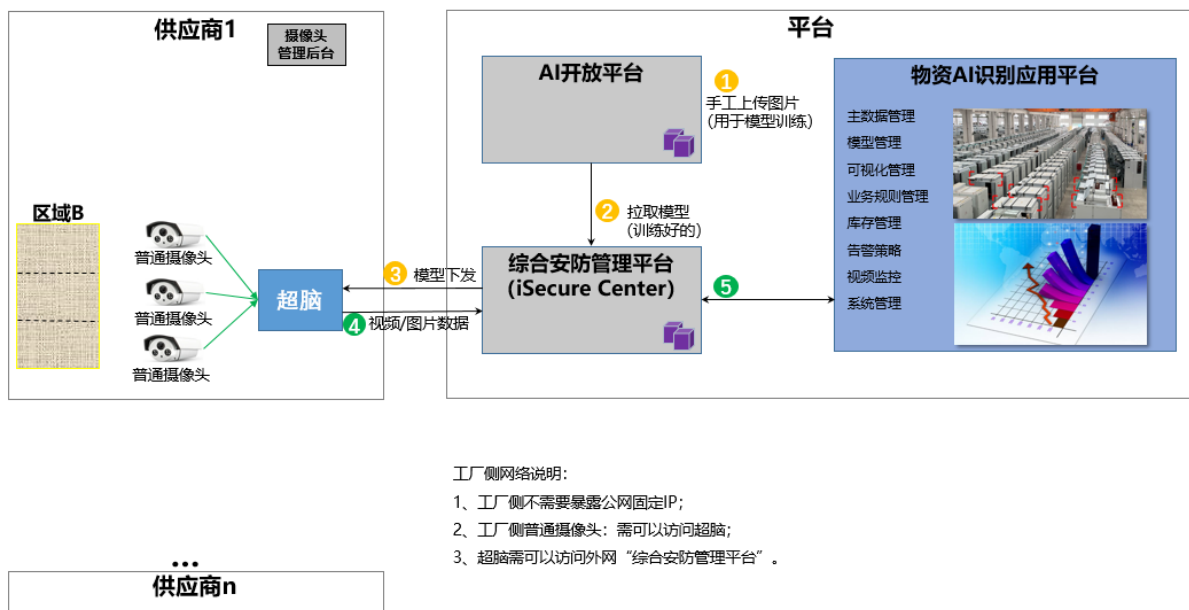 供应商1
摄像头
管理后台
区域B
普通摄像头
普通摄像头
普通摄像头
超脑
平台
AI开放平台
1
手工上传图片
(用于模型训练)
2
拉取模型
(训练好的)
3
模型下发
4
视频/图片数据
综合安防管理平台
(iSecure Center)
5
物资AI识别应用平台
主数据管理
模型管理
可视化管理
业务规则管理
库存管理
告警策略
视频监控
系统管理
工厂侧网络说明：
1、工厂侧不需要暴露公网固定IP；
2、工厂侧普通摄像头：需可以访问超脑；
3、超脑需可以访问外网“综合安防管理平台”。
...
供应商n